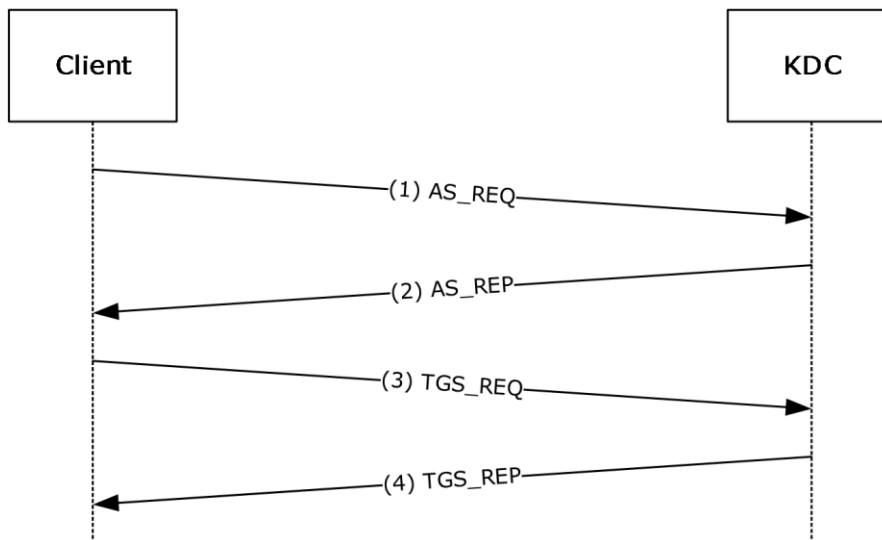 Client
KDC
(1) AS_REQ
(2) AS_REP
(3) TGS_REQ
(4) TGS_REP